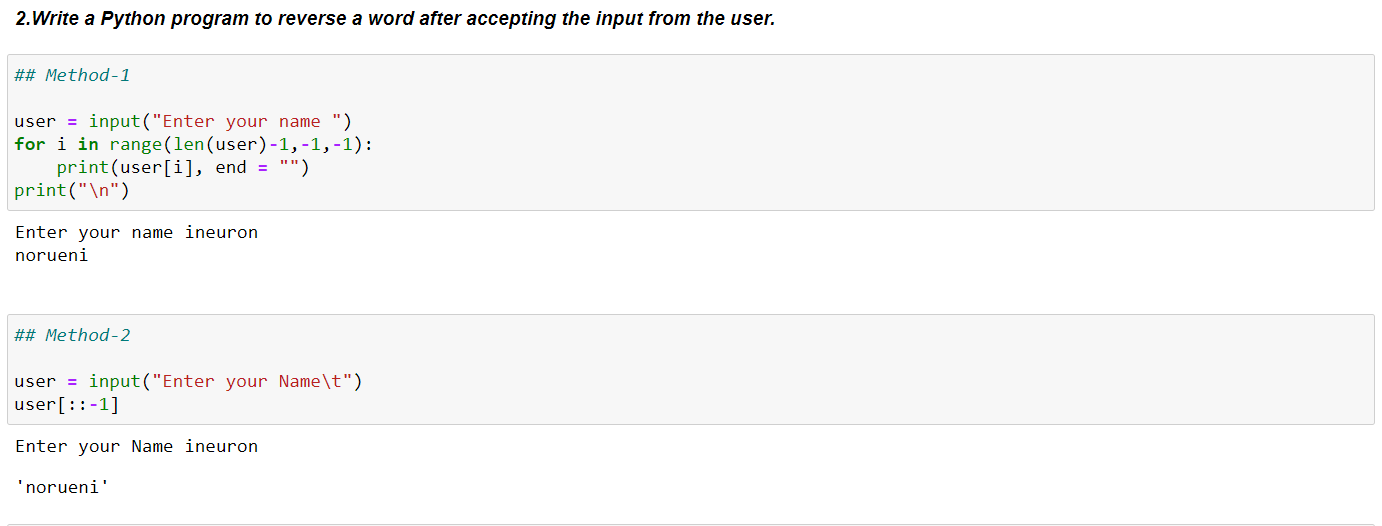 2.Write a Python program to reverse a word after accepting the input from the user.
## Method-1
user = input("Enter your name ")
for i in range(len(user)-1,-1,-1):
    print(user[i], end = "")
print("\n")
Enter your name ineuron
norueni
## Method-2
user = input("Enter your Name\t")
user[::-1]
Enter your Name ineuron
'norueni'